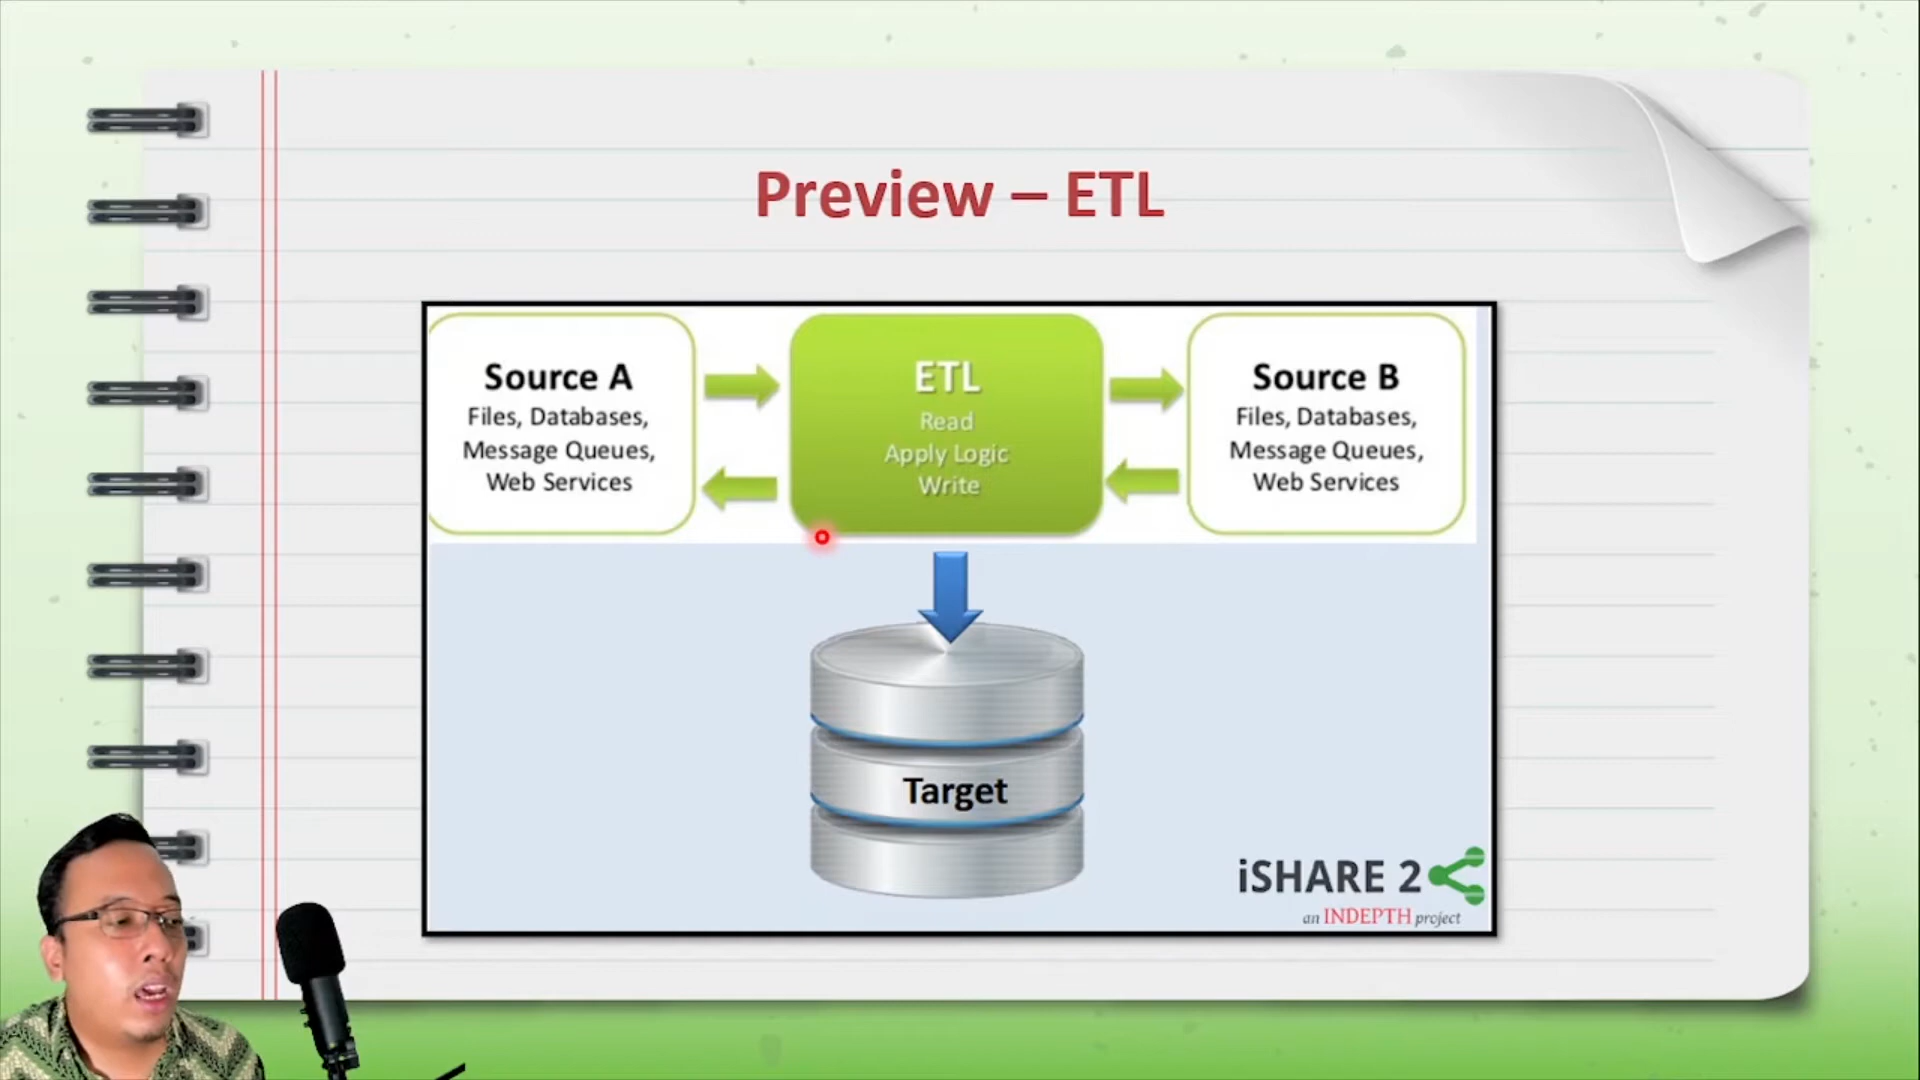 Preview – ETL
Source A
Files, Databases,
Message Queues,
Web Services
ETL
Read
Apply Logic
Write
Source B
Files, Databases,
Message Queues,
Web Services
Target
iSHARE 2
an INDEPTH project